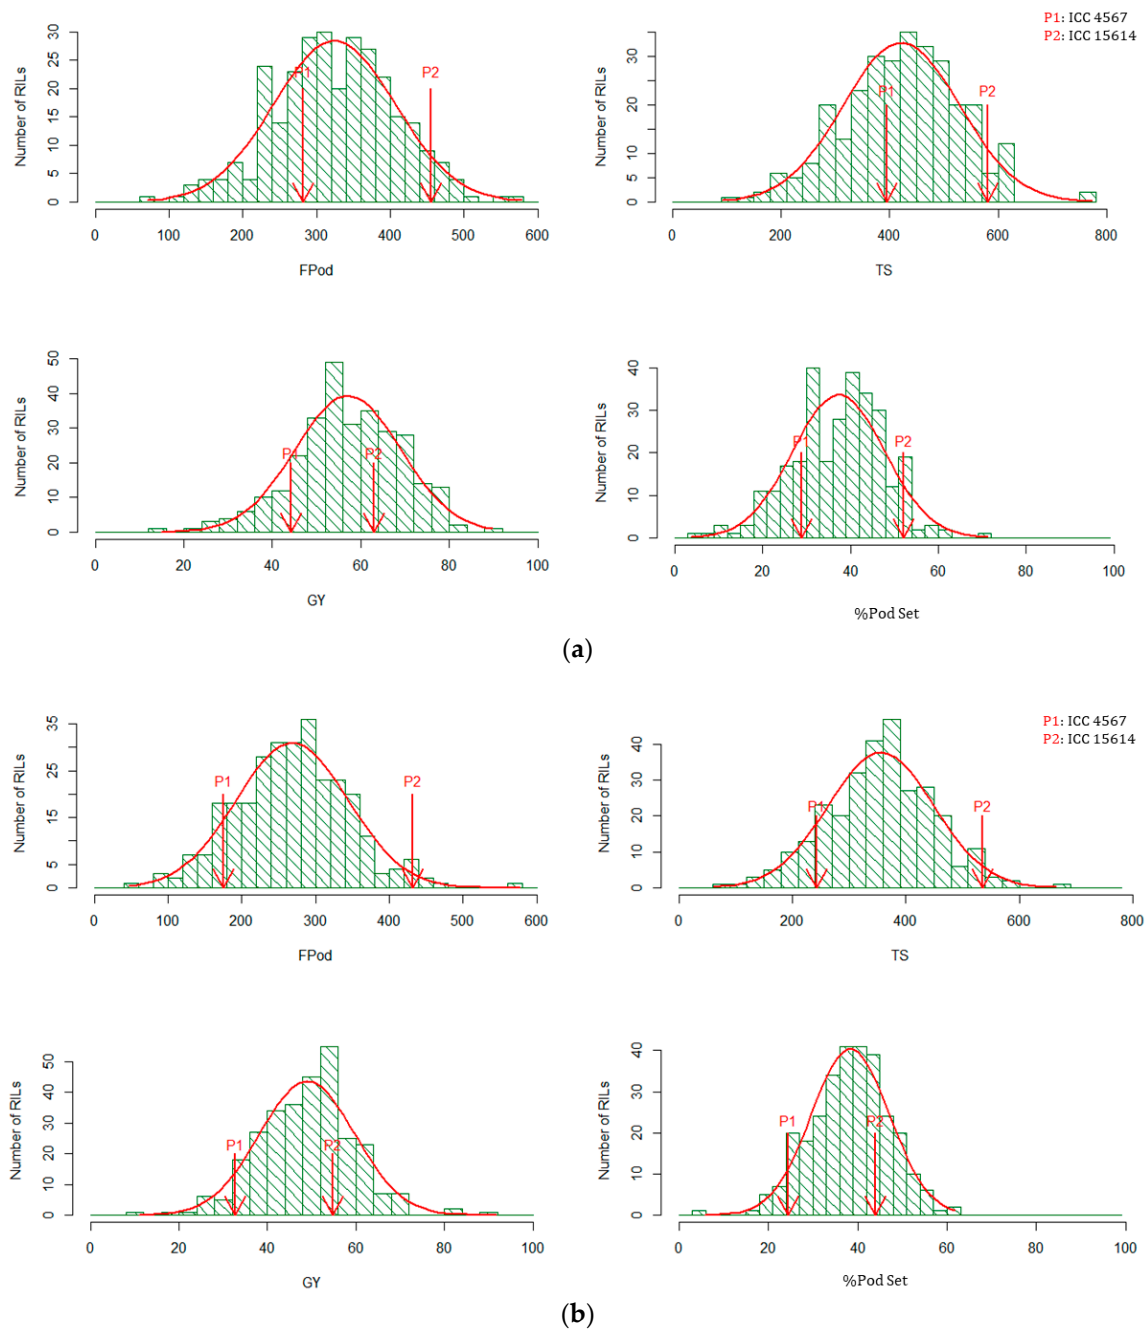 P1: ICC 4567
P2: ICC 15614
Number of RILs
0 5 10 15 20 25 30
P1
P2
0 100 200 300 400 500 600
FPod
Number of RILs
0 10 20 30
P1
P2
0 200 400 600 800
TS
Number of RILs
0 10 20 30 40 50
P1
P2
0 20 40 60 80 100
GY
Number of RILs
0 10 20 30 40
P1
P2
0 20 40 60 80 100
%Pod Set
(a)
P1: ICC 4567
P2: ICC 15614
Number of RILs
0 5 15 25 35
P1
P2
0 100 200 300 400 500 600
FPod
Number of RILs
0 10 20 30 40
P1
P2
0 200 400 600 800
TS
Number of RILs
0 10 20 30 40 50
P1
P2
0 20 40 60 80 100
GY
Number of RILs
0 10 20 30 40
P1
P2
0 20 40 60 80 100
%Pod Set
(b)